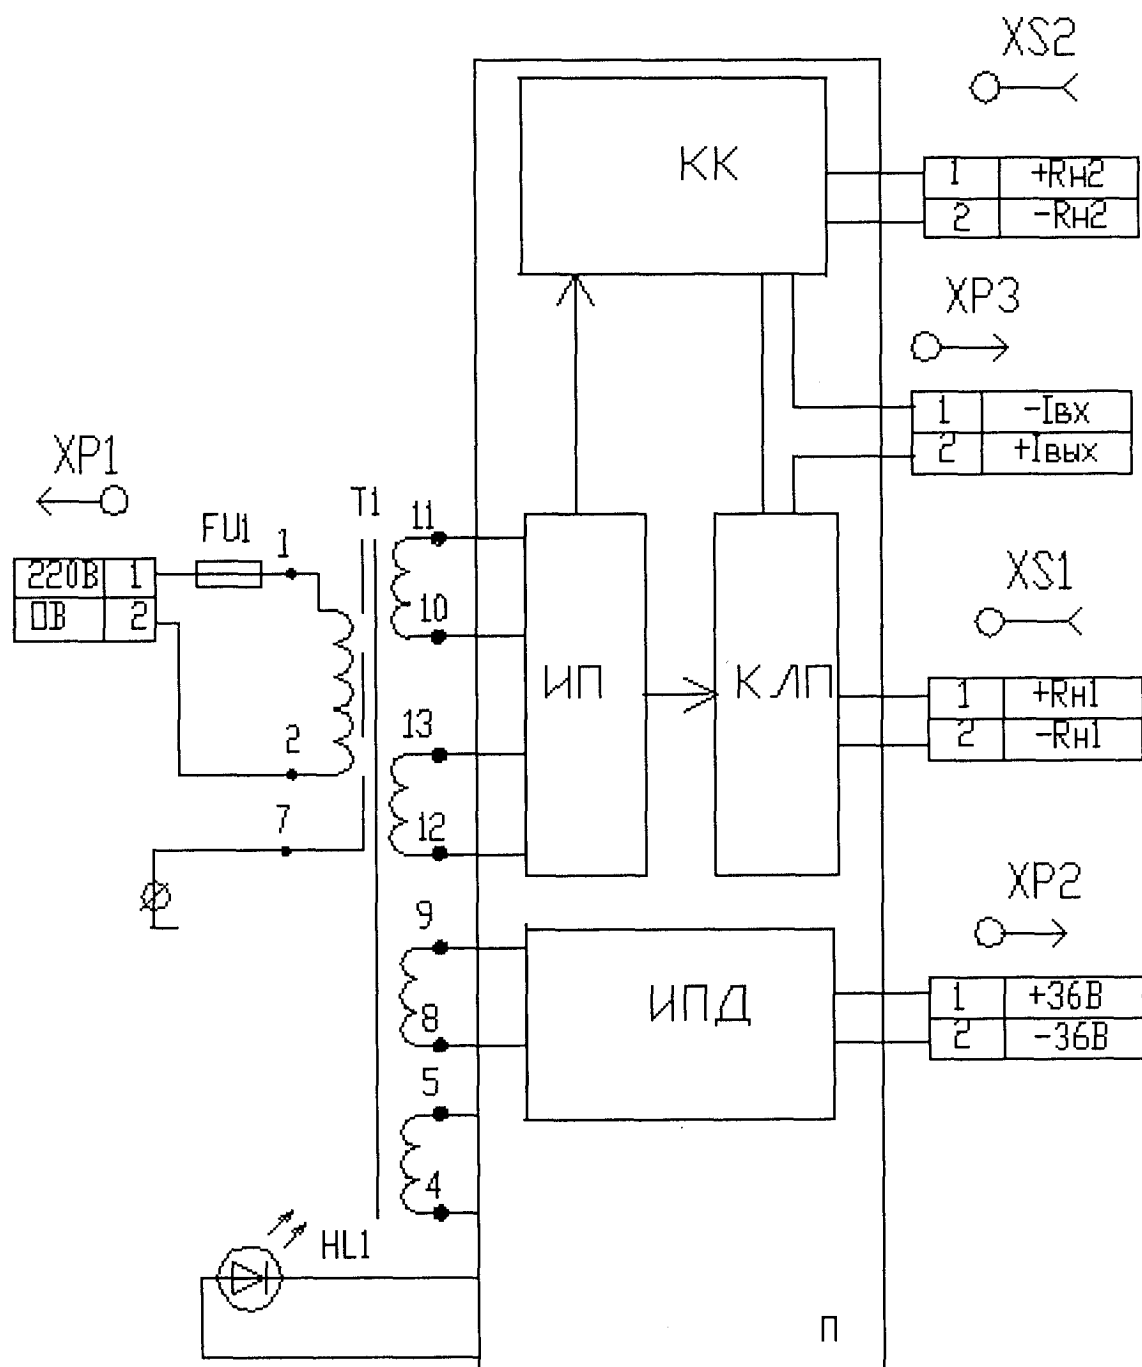 XS2
КК
1 +Rн2
2 -Rн2
XP3
1 -Iвх
2 +Iвых
XP1
T1
11
FU1
1
220В 1
0В 2
10
ИП
КЛП
XS1
1 +Rн1
2 -Rн1
2
13
7
12
XP2
9
ИПД
1 +36В
2 -36В
8
5
4
HL1
П